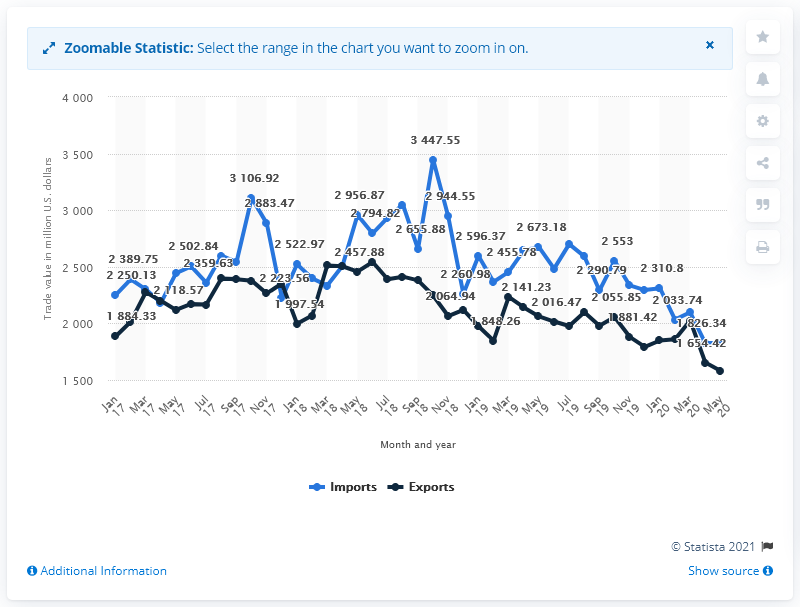 Zoomable Statistic: Select the range in the chart you want to zoom in on.
×
Trade value in million U.S. dollars
4 000
3 500
3 000
2 500
2 000
1 500
3 447.55
3 106.92
2 956.87
2 944.55
2 883.47
2 794.82
2 673.18
2 655.88
2 596.37
2 553
2 502.84
2 522.97
2 457.88
2 455.78
2 389.75
2 359.63
2 310.8
2 290.79
2 250.13
2 223.56
2 260.98
2 141.23
2 118.57
2 064.94
2 055.85
2 033.74
2 016.47
1 997.54
1 884.33
1 881.42
1 848.26
1 826.34
1 654.42
Jan 17
Mar 17
May 17
Jul 17
Sep 17
Nov 17
Jan 18
Mar 18
May 18
Jul 18
Sep 18
Nov 18
Jan 19
Mar 19
May 19
Jul 19
Sep 19
Nov 19
Jan 20
Mar 20
May 20
Month and year
Imports
Exports
© Statista 2021
Additional Information
Show source